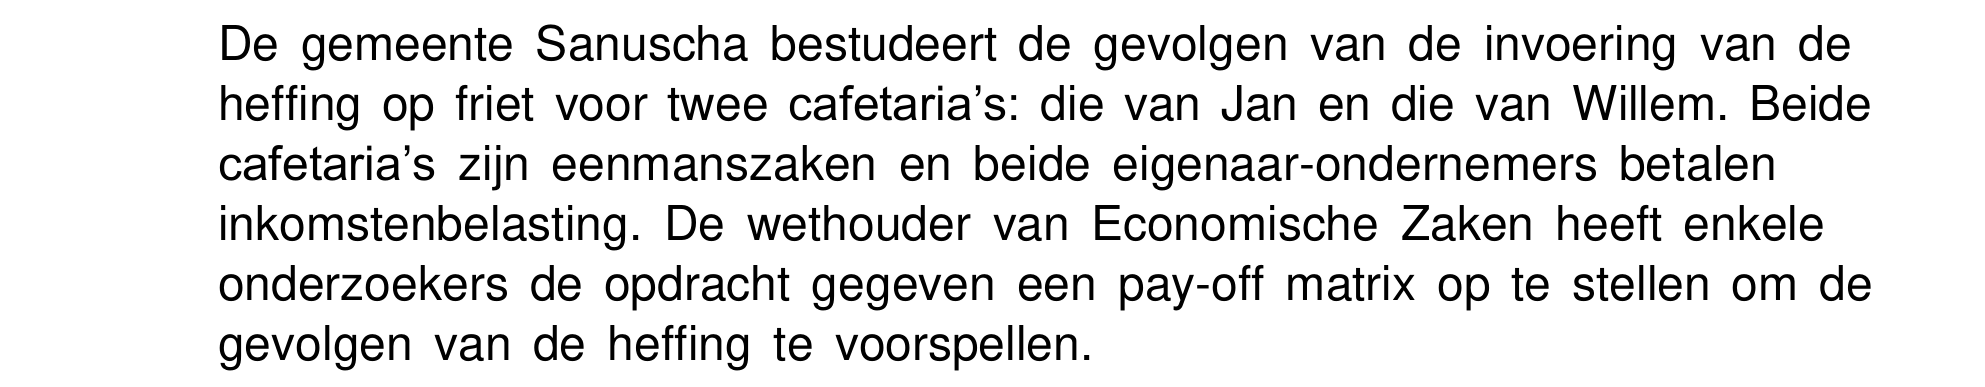 De gemeente Sanuscha bestudeert de gevolgen van de invoering van de
heffing op friet voor twee cafetaria’s: die van Jan en die van Willem. Beide
cafetaria’s zijn eenmanszaken en beide eigenaar-ondernemers betalen
inkomstenbelasting. De wethouder van Economische Zaken heeft enkele
onderzoekers de opdracht gegeven een pay-off matrix op te stellen om de
gevolgen van de heffing te voorspellen.